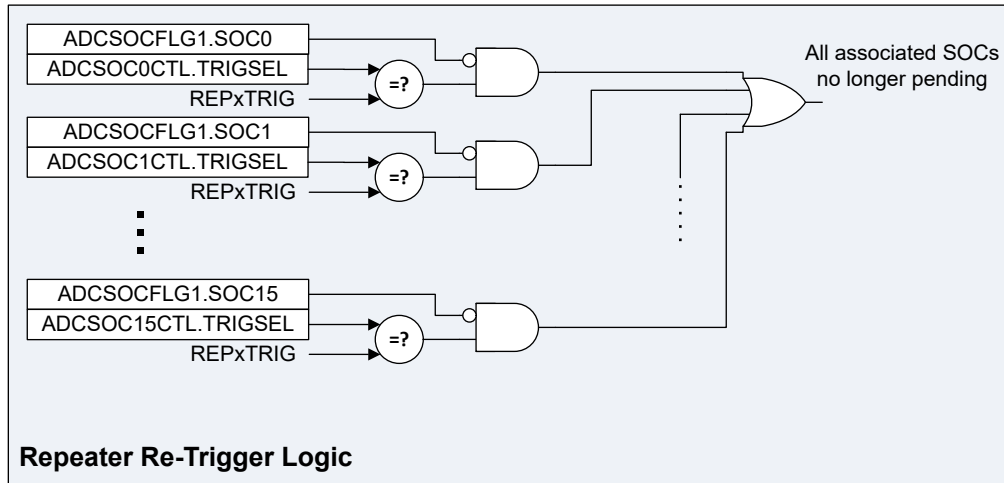 ADCSOCFLG1.SOC0
ADCSOC0CTL.TRIGSEL
REPxTRIG
=?
ADCSOCFLG1.SOC1
ADCSOC1CTL.TRIGSEL
REPxTRIG
=?
ADCSOCFLG1.SOC15
ADCSOC15CTL.TRIGSEL
REPxTRIG
=?
All associated SOCs
no longer pending
Repeater Re-Trigger Logic